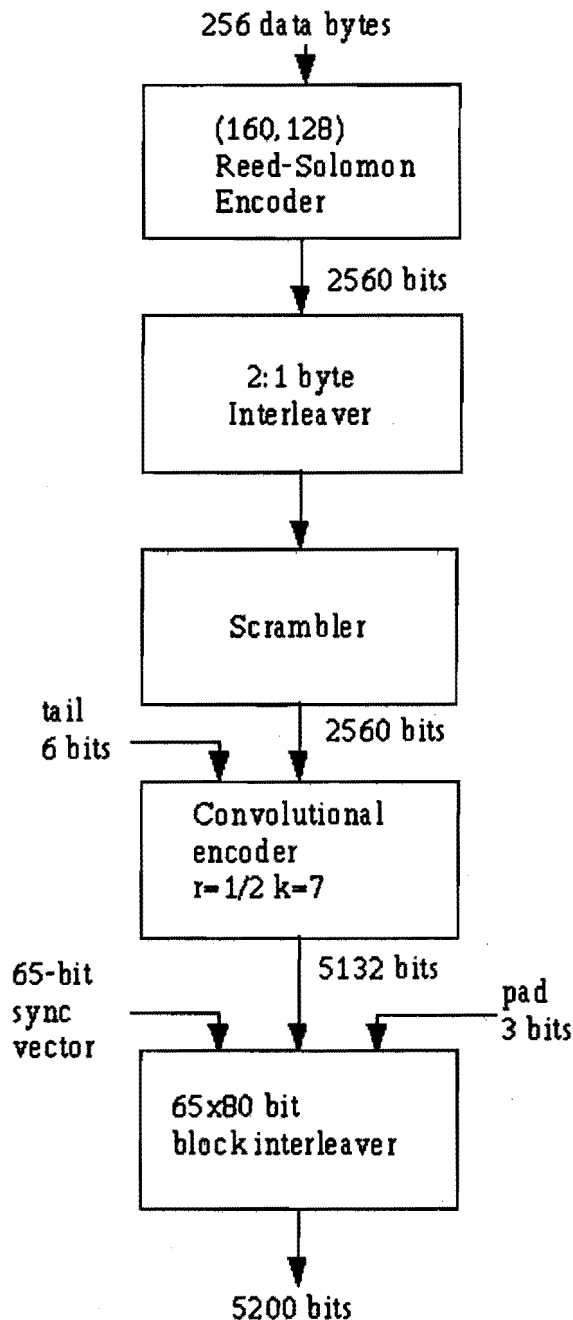 256 data bytes
(160,128)
Reed-Solomon
Encoder
2560 bits
2:1 byte
Interleaver
Scrambler
tail
6 bits
2560 bits
Convolutional
encoder
r=1/2 k=7
65-bit
sync
vector
5132 bits
pad
3 bits
65x80 bit
block interleaver
5200 bits